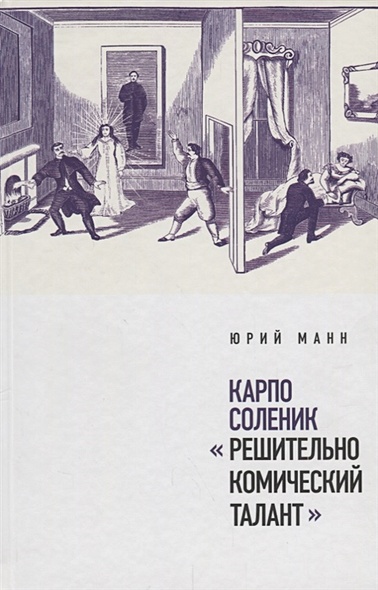 ЮРИЙ МАНН
КАРПО
СОЛЕНИК
« РЕШИТЕЛЬНО
КОМИЧЕСКИЙ
ТАЛАНТ »